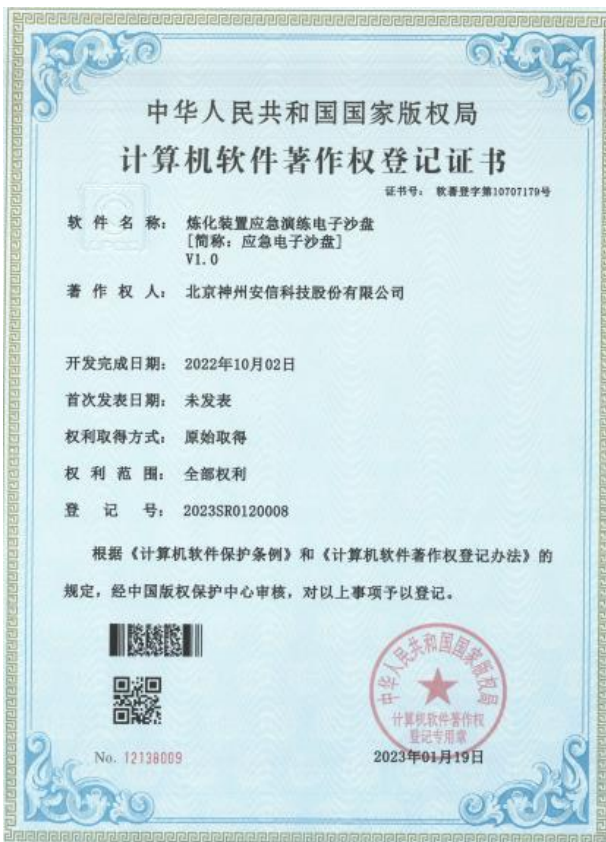 中华人民共和国国家版权局
计算机软件著作权登记证书
证书号： 软著登字第10707179号
软 件 名 称： 炼化装置应急演练电子沙盘
[简称：应急电子沙盘]
V1.0
著 作 权 人： 北京神州安信科技股份有限公司
开发完成日期： 2022年10月02日
首次发表日期： 未发表
权利取得方式： 原始取得
权 利 范 围： 全部权利
登 记 号： 2023SR0120008
根据《计算机软件保护条例》和《计算机软件著作权登记办法》的
规定，经中国版权保护中心审核，对以上事项予以登记。
中华人民共和国国家版权局
计算机软件著作权
登记专用章
No. 12138009
2023年01月19日